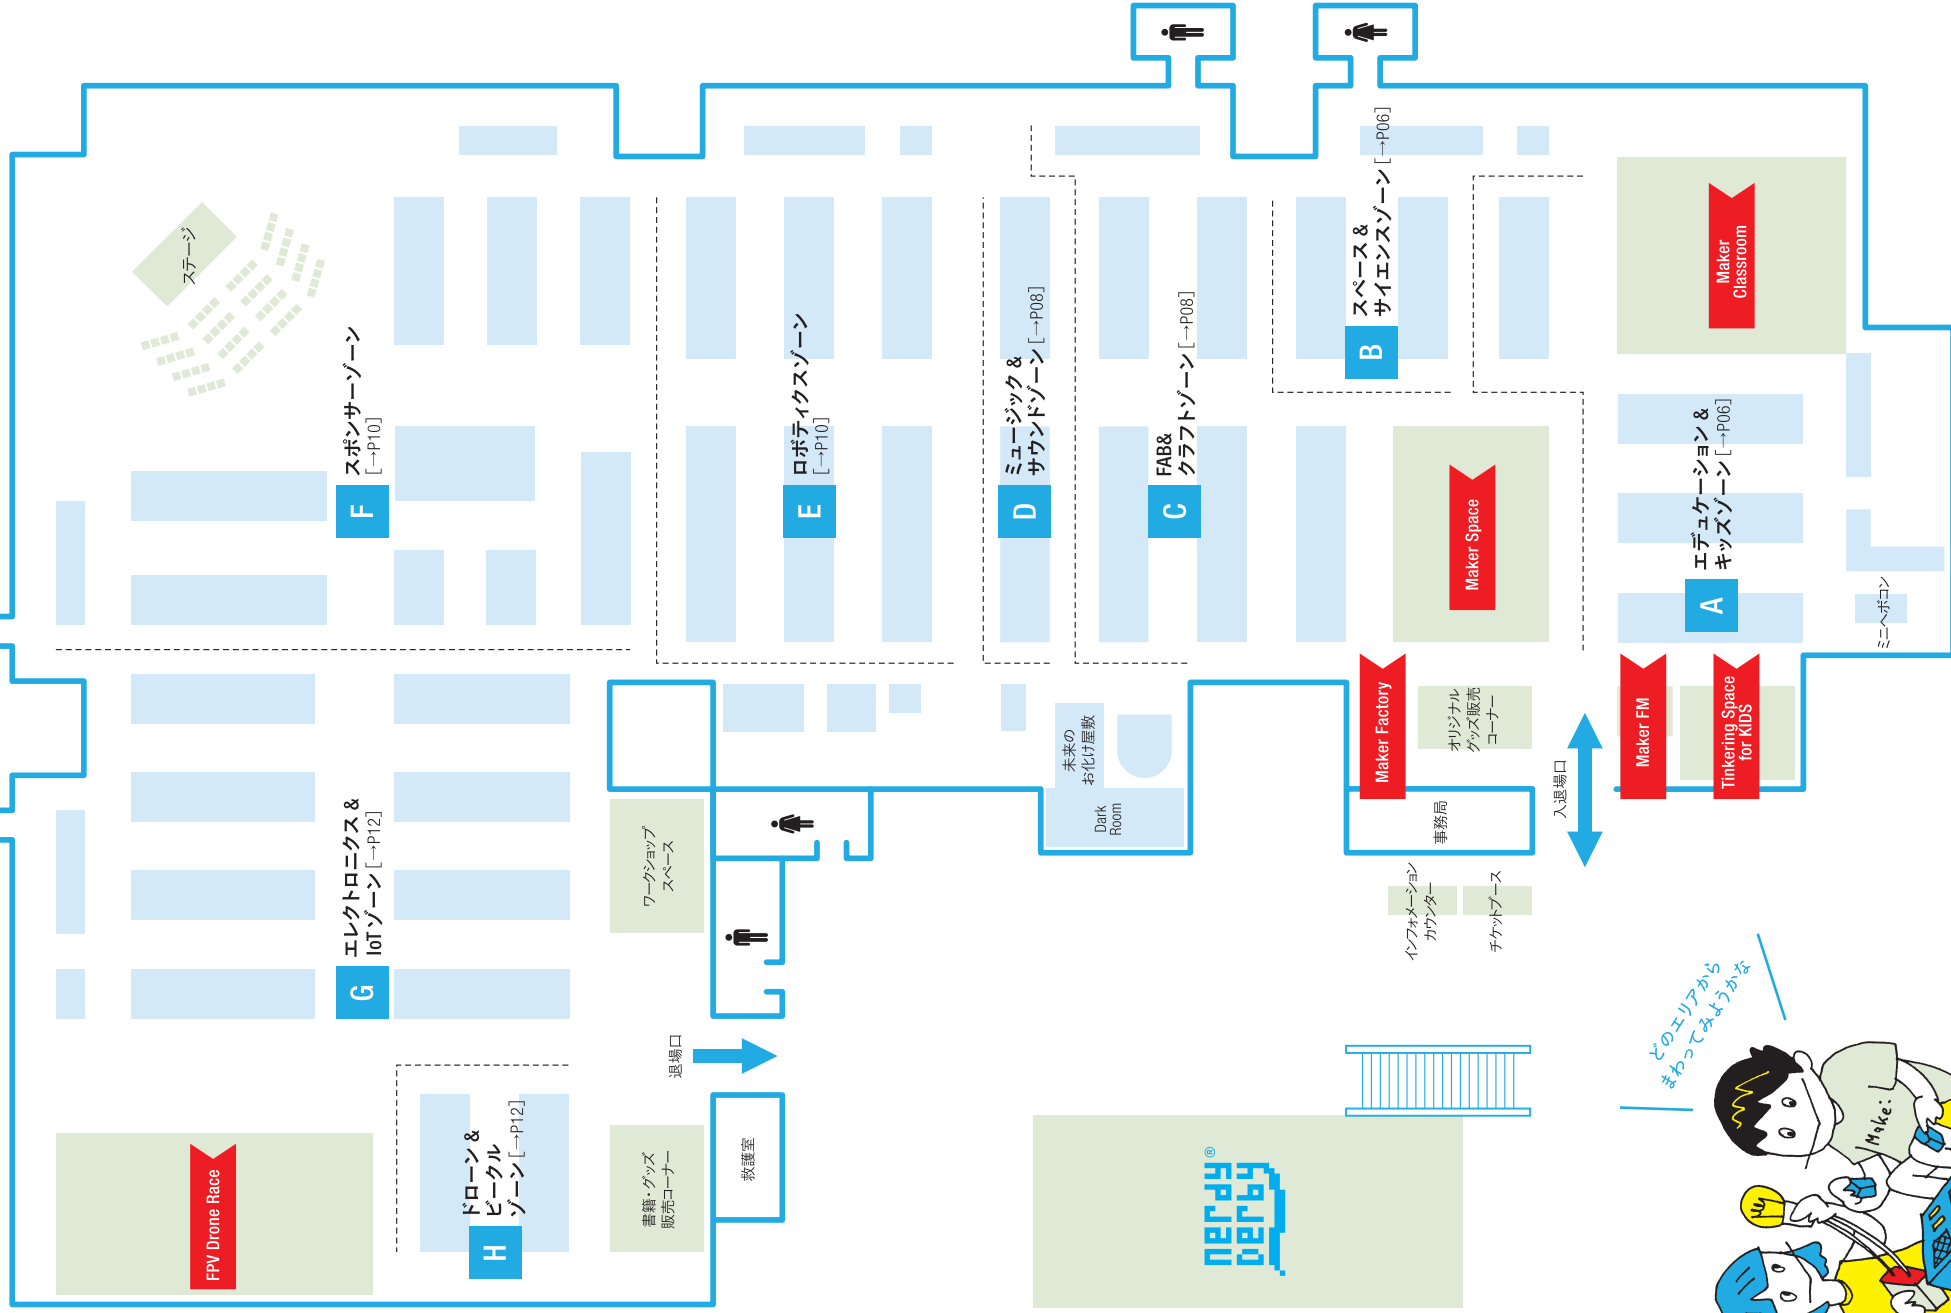 ステージ
F
スポンサーゾーン
[→P10]
E
ロボティクスゾーン
[→P10]
D
ミュージック &
サウンドゾーン [→P08]
C
FAB&
クラフトゾーン [→P08]
B
スペース &
サイエンスゾーン [→P06]
Maker
Classroom
A
エデュケーション &
キッズゾーン [→P06]
Maker Space
ミニヘボコン
Maker Factory
オリジナル
グッズ販売
コーナー
Maker FM
Tinkering Space
for KIDS
未来の
お化け屋敷
Dark
Room
事務局
入退場口
インフォメーション
カウンター
チケットブース
G
エレクトロニクス &
IoTゾーン [→P12]
ワークショップ
スペース
退場口
H
ドローン &
ビークル
ゾーン [→P12]
FPV Drone Race
書籍・グッズ
販売コーナー
救護室
nerdy®
derby
どのエリアから
まわってみようかな
Make: